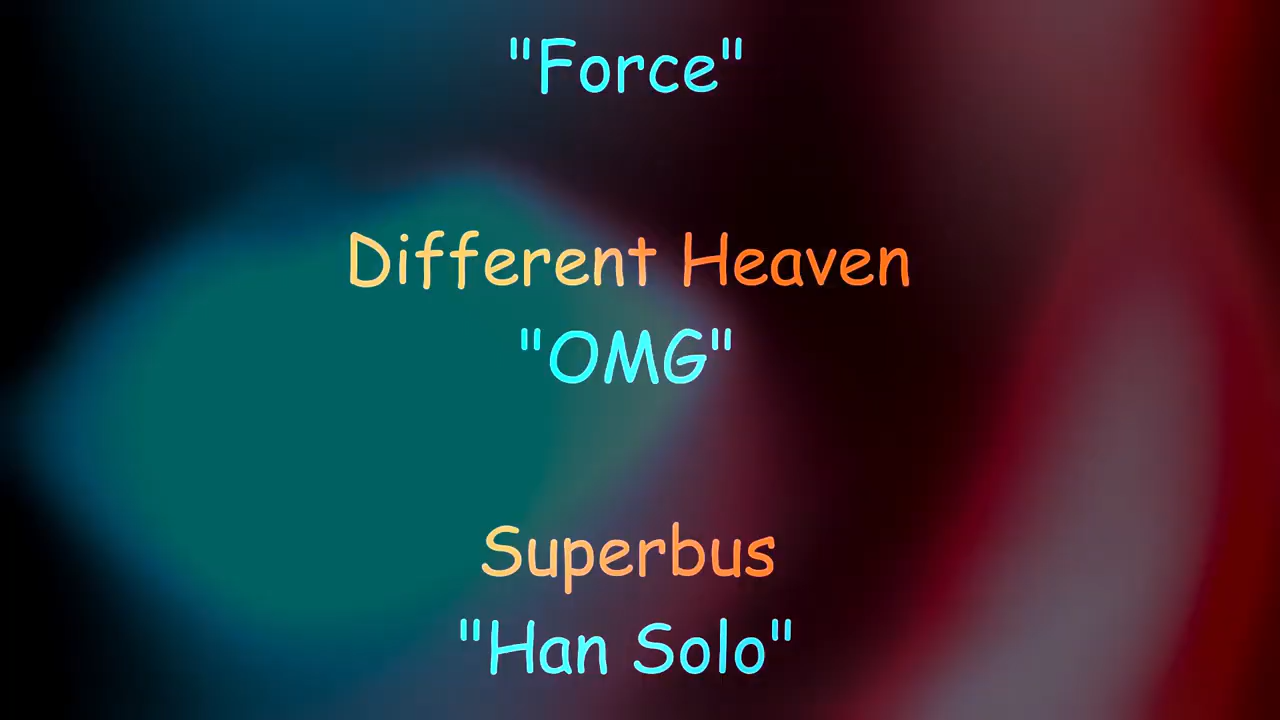 "Force"
Different Heaven
"OMG"
Superbus
"Han Solo"